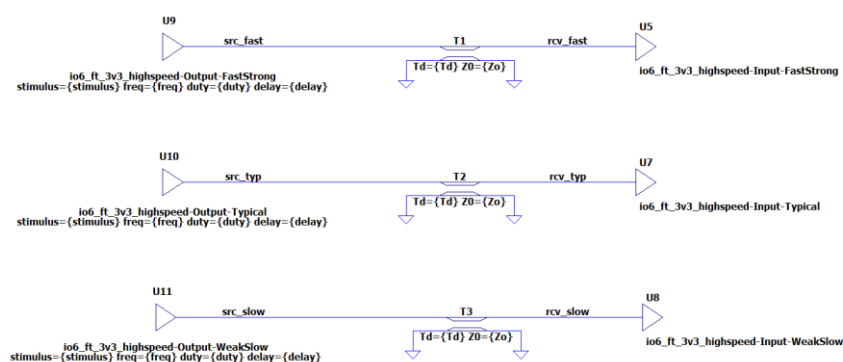 U9
U5
src_fast
T1
rcv_fast
io6_ft_3v3_highspeed-Output-FastStrong
Td={Td} Z0={Zo}
io6_ft_3v3_highspeed-Input-FastStrong
stimulus={stimulus} freq={freq} duty={duty} delay={delay}
U10
U7
src_typ
T2
rcv_typ
io6_ft_3v3_highspeed-Output-Typical
Td={Td} Z0={Zo}
io6_ft_3v3_highspeed-Input-Typical
stimulus={stimulus} freq={freq} duty={duty} delay={delay}
U11
U8
src_slow
T3
rcv_slow
io6_ft_3v3_highspeed-Output-WeakSlow
Td={Td} Z0={Zo}
io6_ft_3v3_highspeed-Input-WeakSlow
stimulus={stimulus} freq={freq} duty={duty} delay={delay}